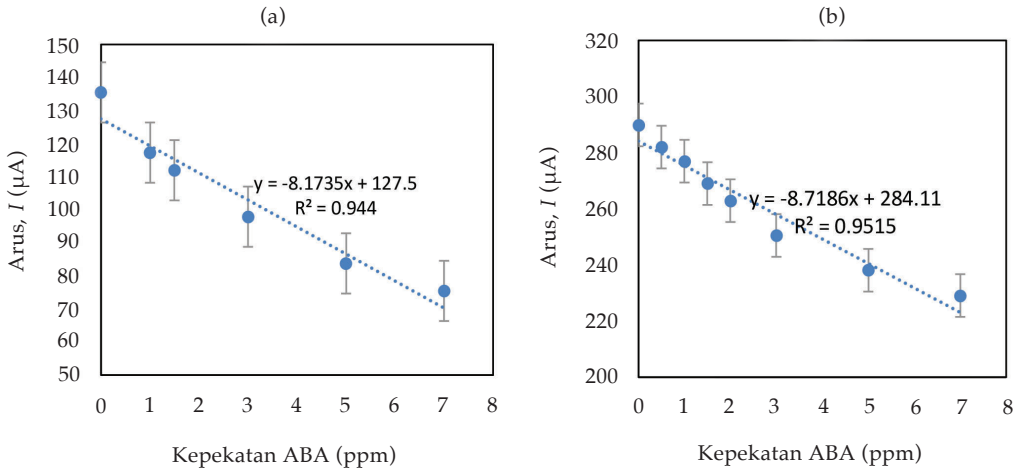 (a)
150
140
130
120
110
100
90
80
70
60
50
Arus, I (µA)
y = -8.1735x + 127.5
R² = 0.944
0 1 2 3 4 5 6 7 8
Kepekatan ABA (ppm)
(b)
320
300
280
260
240
220
200
Arus, I (µA)
y = -8.7186x + 284.11
R² = 0.9515
0 1 2 3 4 5 6 7 8
Kepekatan ABA (ppm)